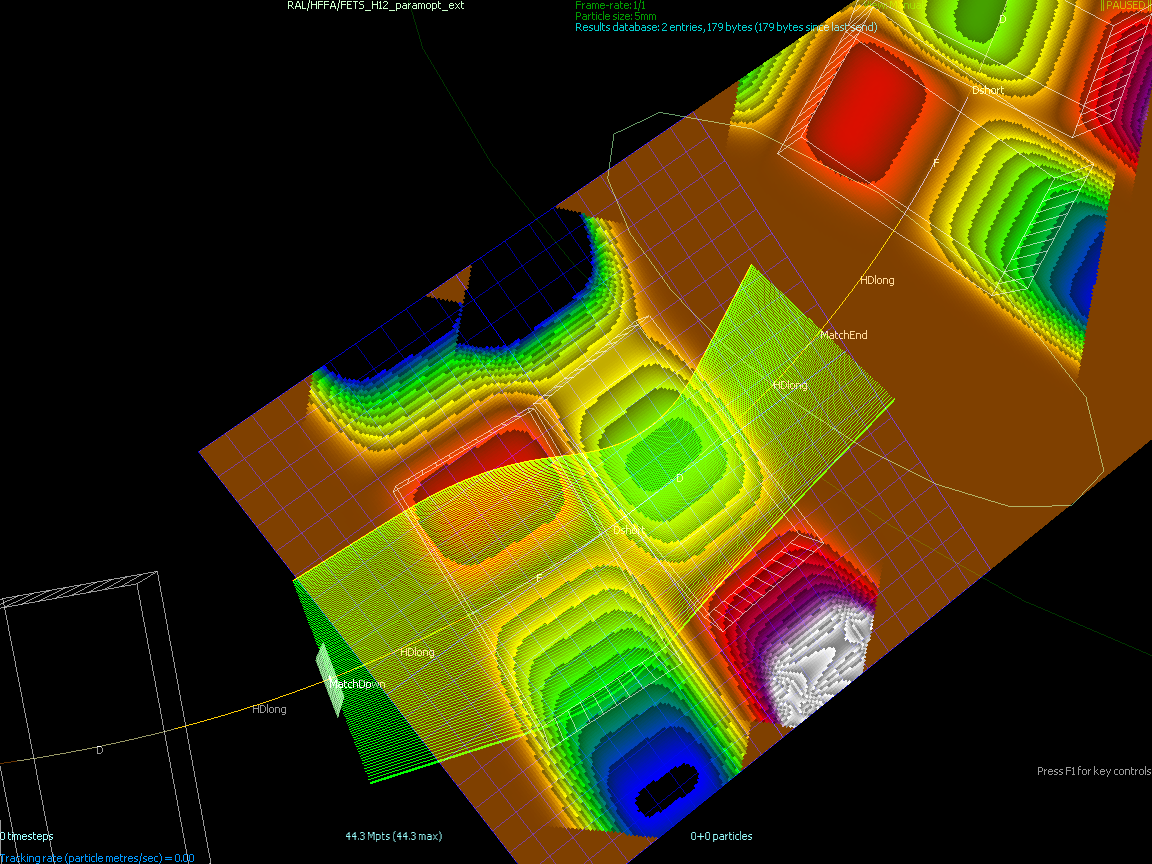 RAL/HFFA/FETS_H12_paramopt_ext
Frame-rate: 1/1
Particle size: 5mm
Results database: 2 entries, 179 bytes (179 bytes since last send)
Manual
||PAUSED||
D
Dshort
F
HDlong
MatchEnd
HDlong
D
Dshort
F
HDlong
MatchDown
HDlong
D
Press F1 for key controls
0 timesteps
44.3 Mpts (44.3 max)
0+0 particles
Tracking rate (particle metres/sec) = 0.00